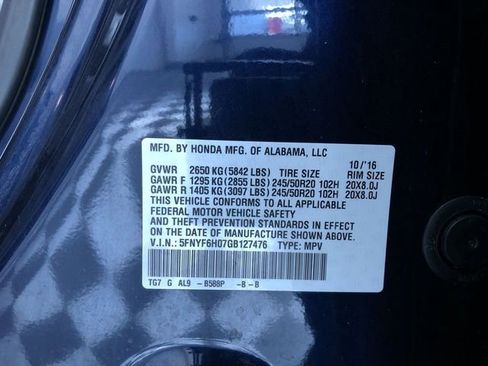 MFD. BY HONDA MFG. OF ALABAMA, LLC
10/'16
GVWR 2650 KG (5842 LBS) TIRE SIZE RIM SIZE
GAWR F 1295 KG (2855 LBS) 245/50R20 102H 20X8.0J
GAWR R 1405 KG (3097 LBS) 245/50R20 102H 20X8.0J
THIS VEHICLE CONFORMS TO ALL APPLICABLE
FEDERAL MOTOR VEHICLE SAFETY
AND THEFT PREVENTION STANDARDS IN EFFECT
ON THE DATE OF MANUFACTURE SHOWN ABOVE.
V.I.N.: 5FNYF6H07GB127476 TYPE: MPV
TG7 G AL9 -B588P -B-B